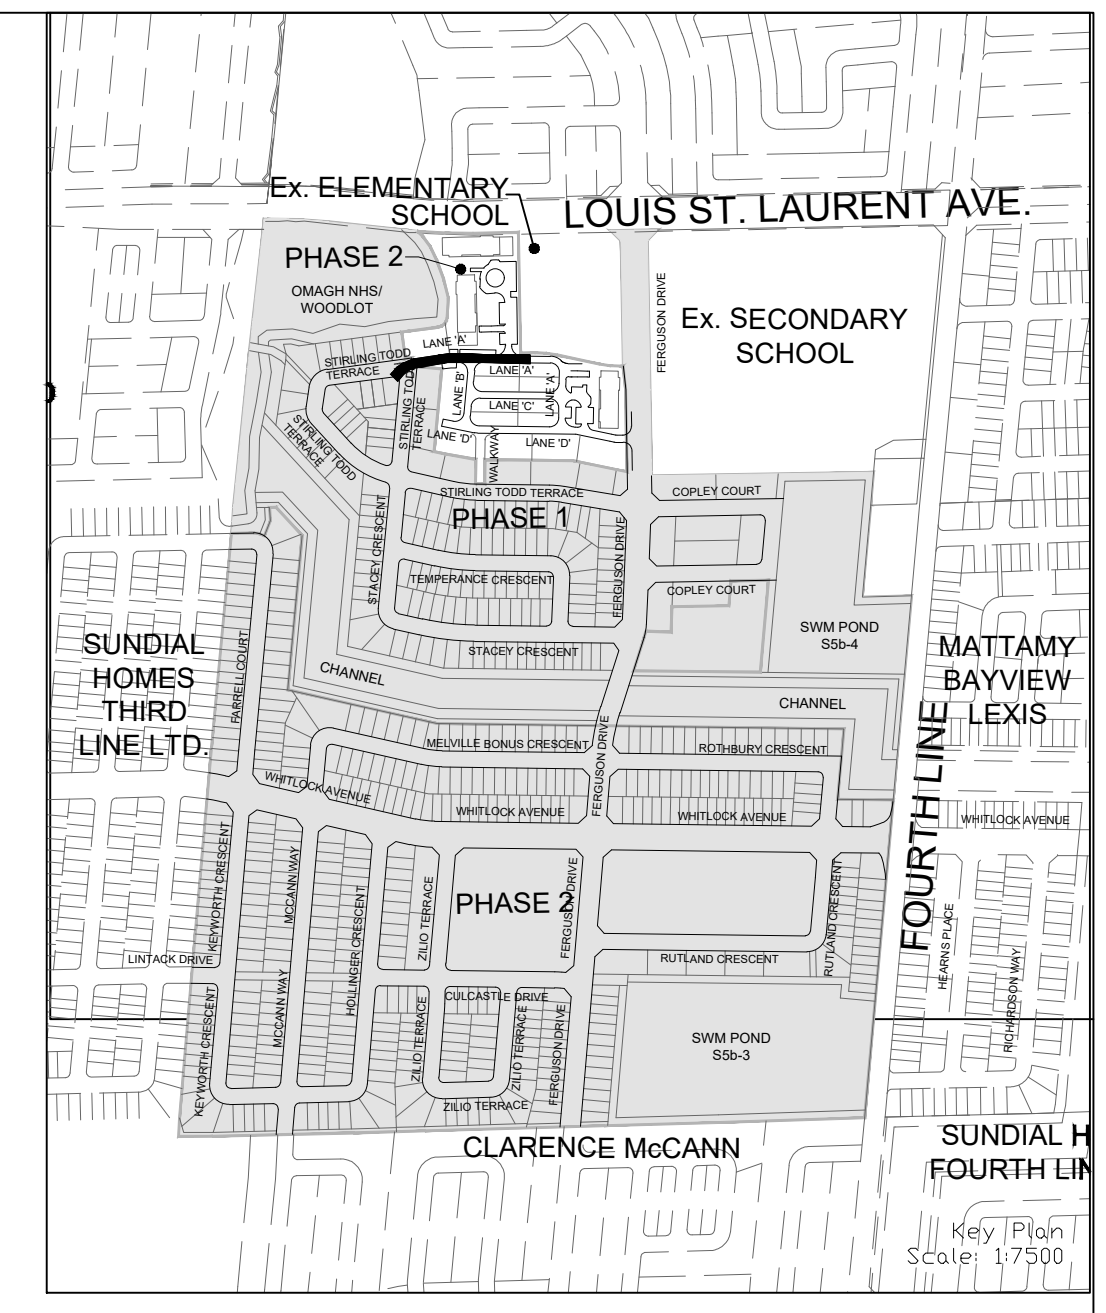 Ex. ELEMENTARY
SCHOOL
LOUIS ST. LAURENT AVE.
PHASE 2
OMAGH NHS/
WOODLOT
FERGUSON DRIVE
Ex. SECONDARY
SCHOOL
LANE 'A'
STIRLING TODD
TERRACE
LANE 'A'
LANE 'B'
LANE 'A'
LANE 'C'
STIRLING TODD
TERRACE
STIRLING TODD
TERRACE
LANE 'D'
WALKWAY
LANE 'D'
STIRLING TODD TERRACE
COPLEY COURT
PHASE 1
STACEY CRESCENT
FERGUSON DRIVE
TEMPERANCE CRESCENT
COPLEY COURT
SWM POND
S5b-4
STACEY CRESCENT
SUNDIAL
HOMES
THIRD
LINE LTD.
FARRELL COURT
CHANNEL
CHANNEL
MATTAMY
BAYVIEW
LEXIS
FOURTH LINE
MELVILLE BONUS CRESCENT
FERGUSON DRIVE
ROTHBURY CRESCENT
WHITLOCK AVENUE
WHITLOCK AVENUE
WHITLOCK AVENUE
WHITLOCK AVENUE
KEYWORTH CRESCENT
MCCANN WAY
HOLLINGER CRESCENT
ZILIO TERRACE
PHASE 2
FERGUSON DRIVE
RUTLAND CRESCENT
HEARNS PLACE
RICHARDSON WAY
LINTACK DRIVE
RUTLAND CRESCENT
KEYWORTH CRESCENT
MCCANN WAY
ZILIO TERRACE
CULCASTLE DRIVE
ZILIO TERRACE
FERGUSON DRIVE
SWM POND
S5b-3
ZILIO TERRACE
CLARENCE McCANN
SUNDIAL H
FOURTH LIN
Key Plan
Scale: 1:7500